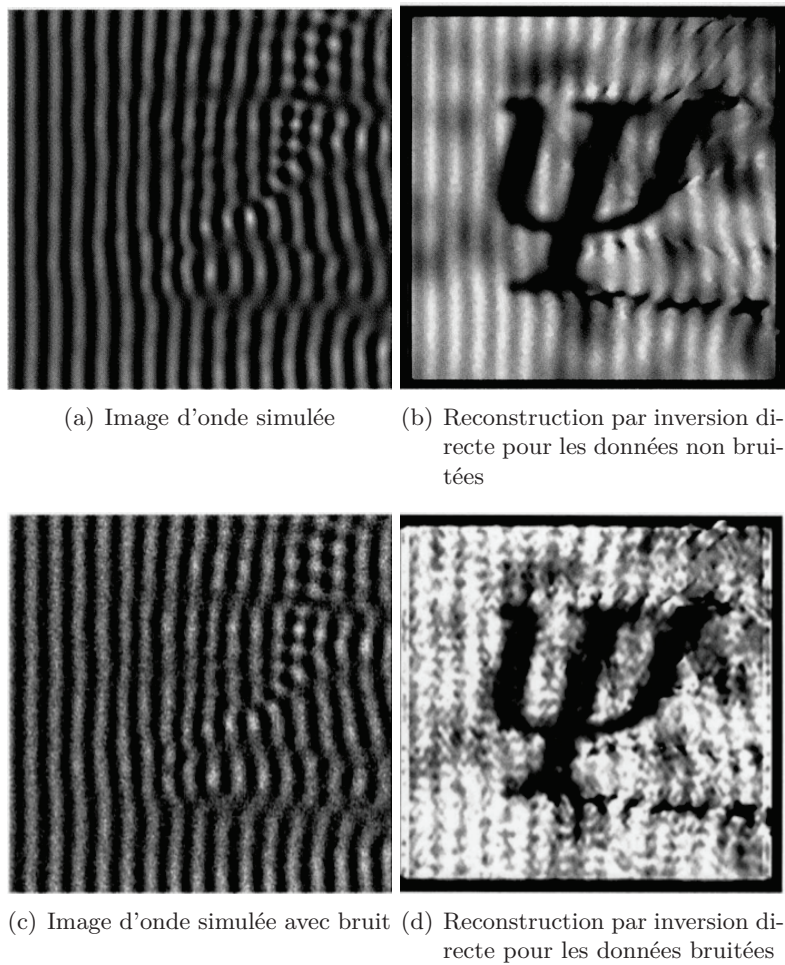 (a) Image d'onde simulée
(b) Reconstruction par inversion di-
recte pour les données non brui-
tées
(c) Image d'onde simulée avec bruit
(d) Reconstruction par inversion di-
recte pour les données bruitées
ψ
ψ